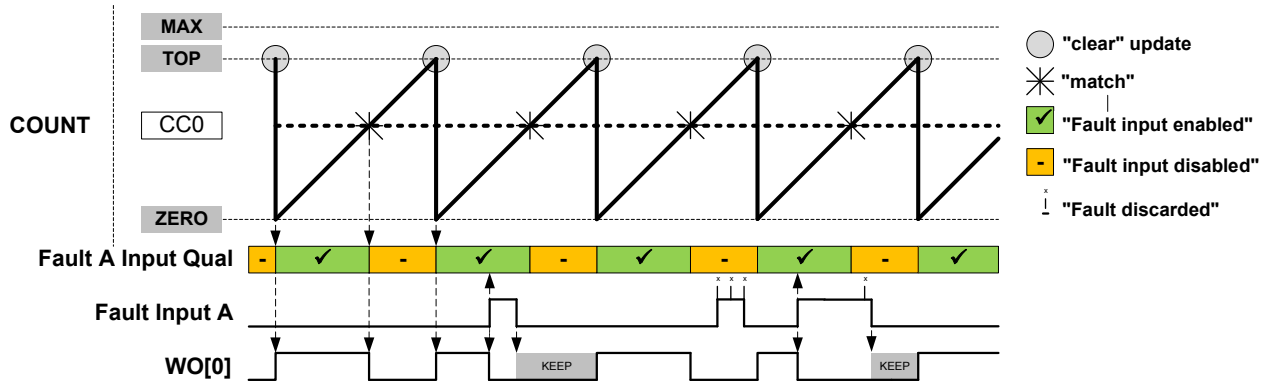 MAX
TOP
"clear" update
"match"
COUNT
CC0
"Fault input enabled"
"Fault input disabled"
ZERO
"Fault discarded"
Fault A Input Qual
- ✓ - ✓ - ✓ - ✓ - ✓
Fault Input A
x x x x
WO[0]
KEEP KEEP